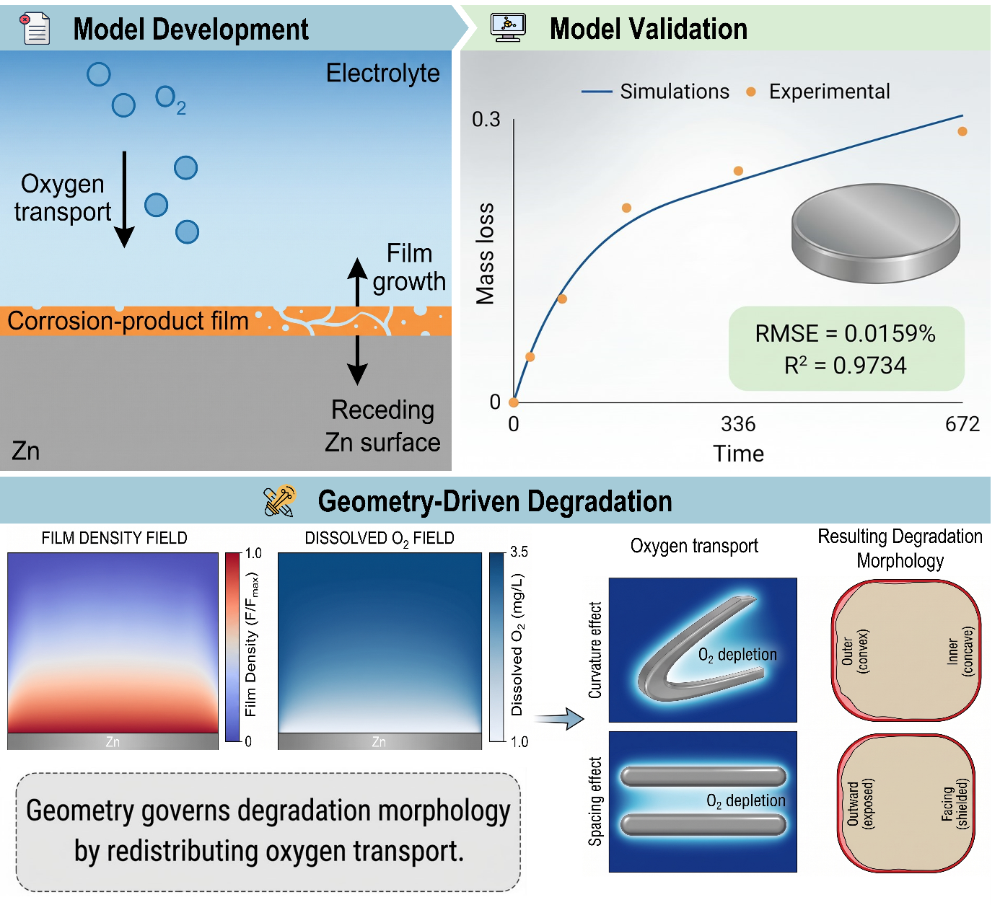 Model Development
Electrolyte
O2
Oxygen
transport
Film
growth
Corrosion-product film
Receding
Zn surface
Zn
Model Validation
Simulations
Experimental
0.3
Mass loss
RMSE = 0.0159%
R² = 0.9734
0
0
336
672
Time
Geometry-Driven Degradation
FILM DENSITY FIELD
1.0
Film Density (F/Fmax)
0
Zn
DISSOLVED O2 FIELD
3.5
Dissolved O2 (mg/L)
1.0
Zn
Oxygen transport
Resulting Degradation
Morphology
Curvature effect
O2 depletion
Outer
(convex)
Inner
(concave)
Spacing effect
O2 depletion
Outward
(exposed)
Facing
(shielded)
Geometry governs degradation morphology
by redistributing oxygen transport.